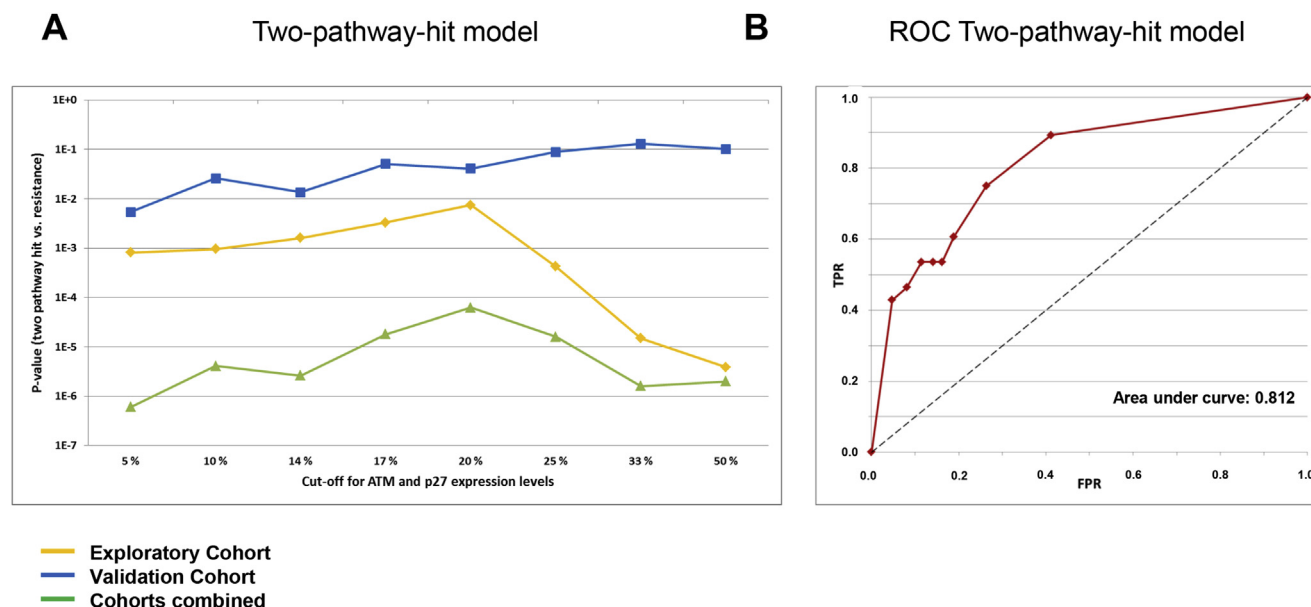 A
Two-pathway-hit model
P-value (two pathway hit vs. resistance)
1E+0
1E-1
1E-2
1E-3
1E-4
1E-5
1E-6
1E-7
5 %
10 %
14 %
17 %
20 %
25 %
33 %
50 %
Cut-off for ATM and p27 expression levels
B
ROC Two-pathway-hit model
TPR
1.0
0.8
0.6
0.4
0.2
0.0
Area under curve: 0.812
0.0
0.2
0.4
0.6
0.8
1.0
FPR
Exploratory Cohort
Validation Cohort
Cohorts combined